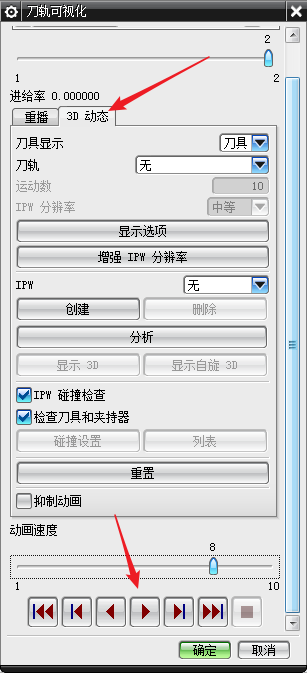 刀轨可视化
2
1 2
进给率 0.000000
重播 3D 动态
刀具显示 刀具
刀轨 无
运动数 10
IPW 分辨率 中等
显示选项
增强 IPW 分辨率
IPW 无
创建 删除
分析
显示 3D 显示自旋 3D
IPW 碰撞检查
检查刀具和夹持器
碰撞设置 列表
重置
抑制动画
动画速度
8
1 10
确定 取消